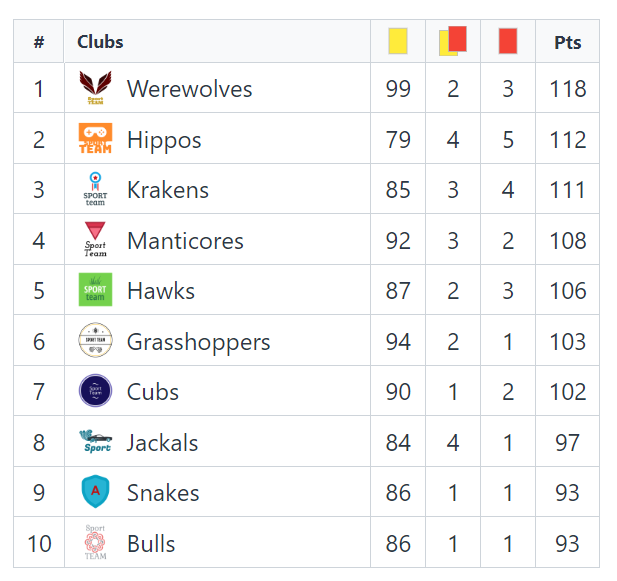 # Clubs Pts
1 Sport TEAM Werewolves 99 2 3 118
2 SPORT TEAM Hippos 79 4 5 112
3 SPORT team Krakens 85 3 4 111
4 Sport Team Manticores 92 3 2 108
5 SPORT team Hawks 87 2 3 106
6 SPORT TEAM Grasshoppers 94 2 1 103
7 Sport Team Cubs 90 1 2 102
8 Sport Jackals 84 4 1 97
9 A Snakes 86 1 1 93
10 Sport TEAM Bulls 86 1 1 93